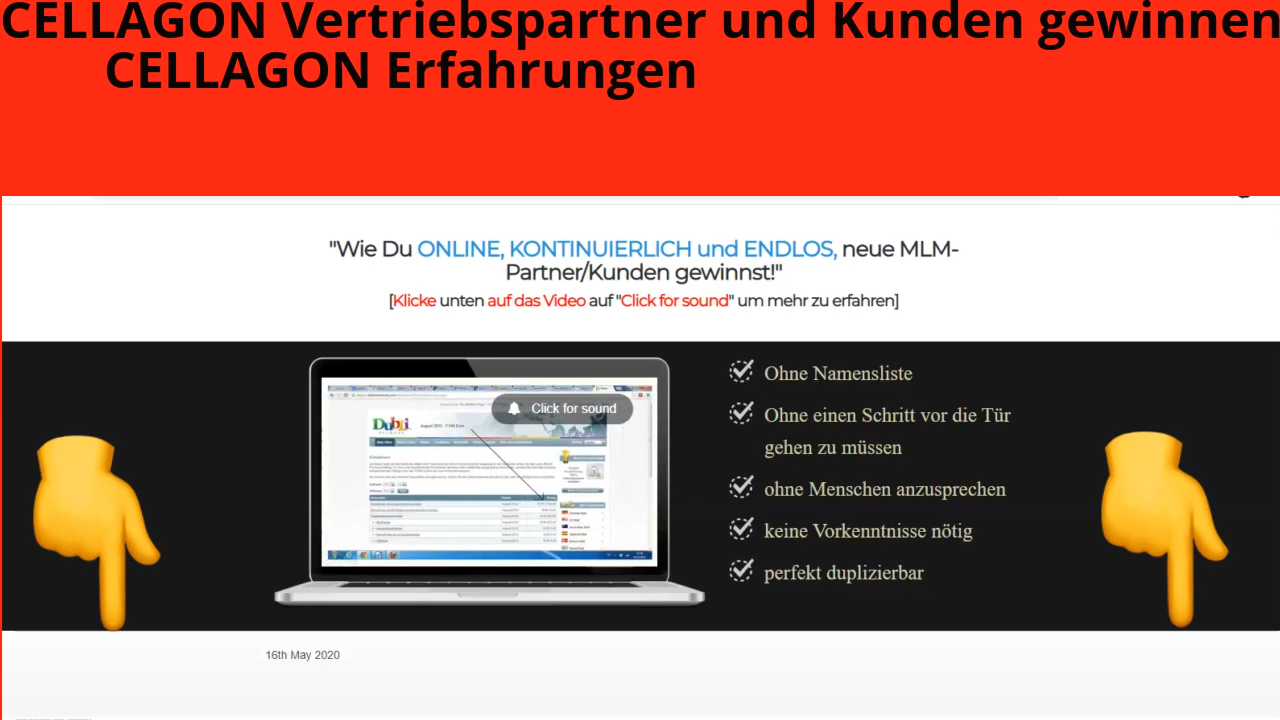 CELLAGON Vertriebspartner und Kunden gewinnen
CELLAGON Erfahrungen
"Wie Du ONLINE, KONTINUIERLICH und ENDLOS, neue MLM-
Partner/Kunden gewinnst!"
[Klicke unten auf das Video auf "Click for sound" um mehr zu erfahren]
Click for sound
Dubli
Ohne Namensliste
Ohne einen Schritt vor die Tür
gehen zu müssen
ohne Menschen anzusprechen
keine Vorkenntnisse nötig
perfekt duplizierbar
16th May 2020